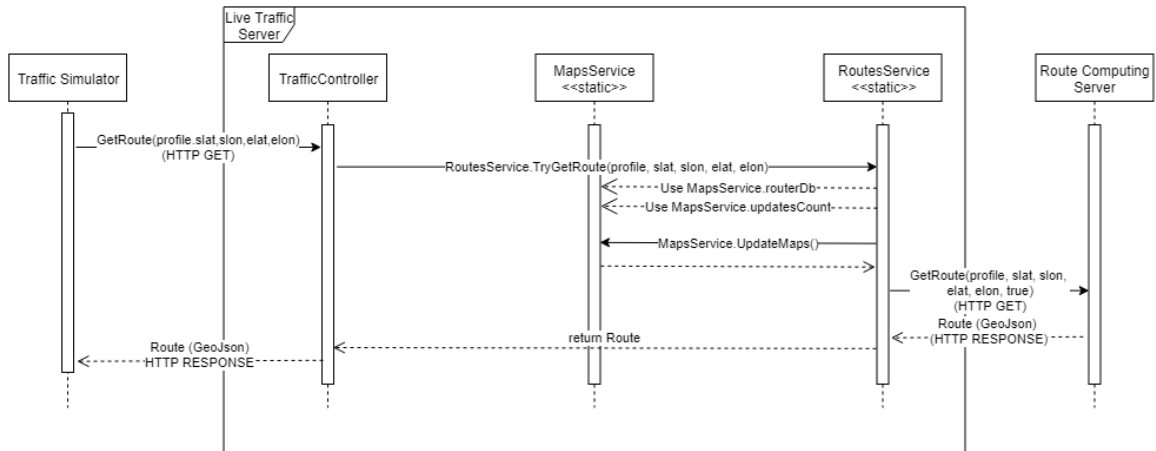 Live Traffic
Server
Traffic Simulator
TrafficController
MapsService
<<static>>
RoutesService
<<static>>
Route Computing
Server
GetRoute(profile.slat,slon,elat,elon)
(HTTP GET)
RoutesService.TryGetRoute(profile, slat, slon, elat, elon)
Use MapsService.routerDb
Use MapsService.updatesCount
MapsService.UpdateMaps()
GetRoute(profile, slat, slon,
elat, elon, true)
(HTTP GET)
Route (GeoJson)
(HTTP RESPONSE)
return Route
Route (GeoJson)
HTTP RESPONSE